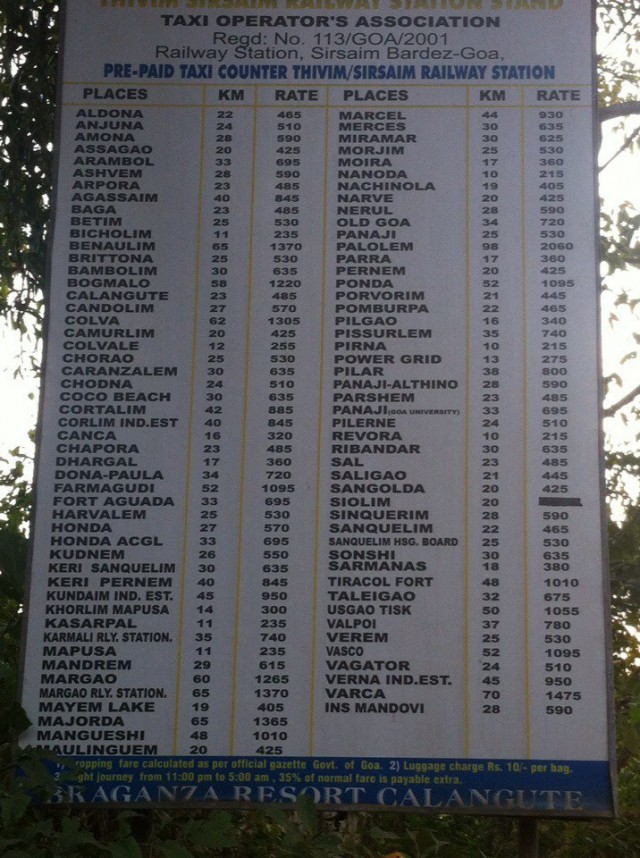 THIVIM SIRSAIM RAILWAY STATION STAND
TAXI OPERATOR'S ASSOCIATION
Regd: No. 113/GOA/2001
Railway Station, Sirsaim Bardez-Goa,
PRE-PAID TAXI COUNTER THIVIM/SIRSAIM RAILWAY STATION
PLACES KM RATE PLACES KM RATE
ALDONA 22 465 MARCEL 44 930
ANJUNA 24 510 MERCES 30 635
AMONA 28 590 MIRAMAR 30 625
ASSAGAO 20 425 MORJIM 25 530
ARAMBOL 33 695 MOIRA 17 360
ASHVEM 28 590 NANODA 10 215
ARPORA 23 485 NACHINOLA 19 405
AGASSAIM 40 845 NARVE 20 425
BAGA 23 485 NERUL 28 590
BETIM 25 530 OLD GOA 34 720
BICHOLIM 11 235 PANAJI 25 530
BENAULIM 65 1370 PALOLEM 98 2060
BRITTONA 25 530 PARRA 17 360
BAMBOLIM 30 635 PERNEM 20 425
BOGMALO 58 1220 PONDA 52 1095
CALANGUTE 23 485 PORVORIM 21 445
CANDOLIM 27 570 POMBURPA 22 465
COLVA 62 1305 PILGAO 16 340
CAMURLIM 20 425 PISSURLEM 35 740
COLVALE 12 255 PIRNA 10 215
CHORAO 25 530 POWER GRID 13 275
CARANZALEM 30 635 PILAR 38 800
CHODNA 24 510 PANAJI-ALTHINO 28 590
COCO BEACH 30 635 PARSHEM 23 485
CORTALIM 42 885 PANAJI (GOA UNIVERSITY) 33 695
CORLIM IND.EST 40 845 PILERNE 24 510
CANCA 16 320 REVORA 10 215
CHAPORA 23 485 RIBANDAR 30 635
DHARGAL 17 360 SAL 23 485
DONA-PAULA 34 720 SALIGAO 21 445
FARMAGUDI 52 1095 SANGOLDA 20 425
FORT AGUADA 33 695 SIOLIM 20
HARVALEM 25 530 SINQUERIM 28 590
HONDA 27 570 SANQUELIM 22 465
HONDA ACGL 33 695 SANQUELIM HSG. BOARD 25 530
KUDNEM 26 550 SONSHI 30 635
KERI SANQUELIM 30 635 SARMANAS 18 380
KERI PERNEM 40 845 TIRACOL FORT 48 1010
KUNDAIM IND. EST. 45 950 TALEIGAO 32 675
KHORLIM MAPUSA 14 300 USGAO TISK 50 1055
KASARPAL 11 235 VALPOI 37 780
KARMALI RLY. STATION. 35 740 VEREM 25 530
MAPUSA 11 235 VASCO 52 1095
MANDREM 29 615 VAGATOR 24 510
MARGAO 60 1265 VERNA IND.EST. 45 950
MARGAO RLY. STATION. 65 1370 VARCA 70 1475
MAYEM LAKE 19 405 INS MANDOVI 28 590
MAJORDA 65 1365
MANGUESHI 48 1010
MAULINGUEM 20 425
1) Dropping fare calculated as per official gazette Govt. of Goa. 2) Luggage charge Rs. 10/- per bag.
3) Night journey from 11:00 pm to 5:00 am , 35% of normal fare is payable extra.
BRAGANZA RESORT CALANGUTE